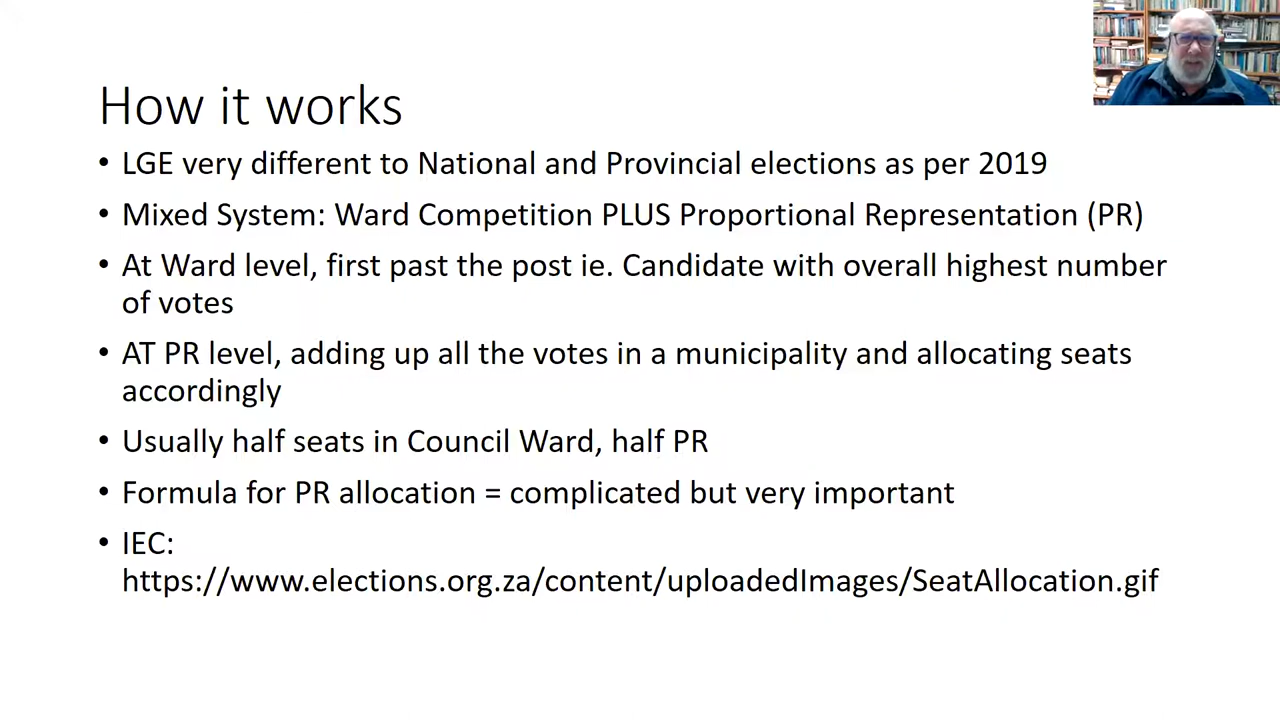 How it works
• LGE very different to National and Provincial elections as per 2019
• Mixed System: Ward Competition PLUS Proportional Representation (PR)
• At Ward level, first past the post ie. Candidate with overall highest number
of votes
• AT PR level, adding up all the votes in a municipality and allocating seats
accordingly
• Usually half seats in Council Ward, half PR
• Formula for PR allocation = complicated but very important
• IEC:
https://www.elections.org.za/content/uploadedImages/SeatAllocation.gif